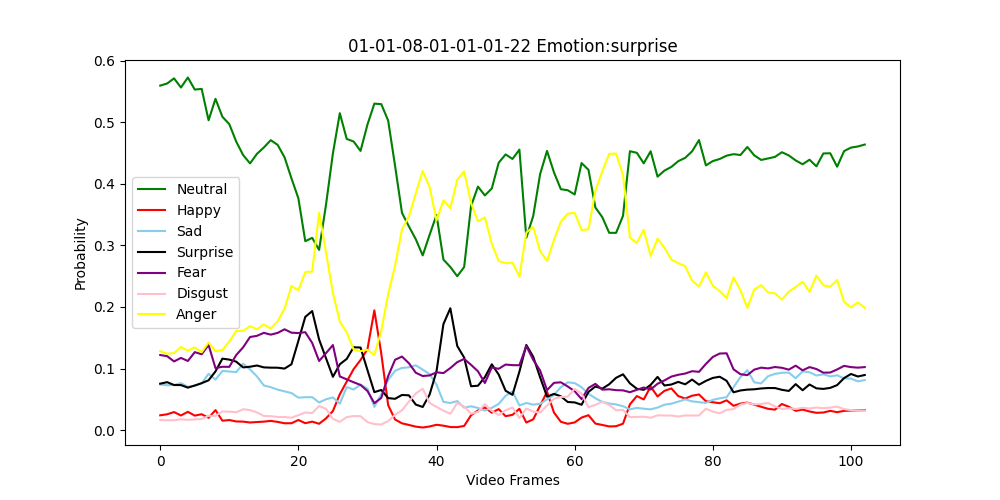 01-01-08-01-01-01-22 Emotion:surprise
0.6
0.5
0.4
0.3
0.2
0.1
0.0
Probability
Neutral
Happy
Sad
Surprise
Fear
Disgust
Anger
0 20 40 60 80 100
Video Frames